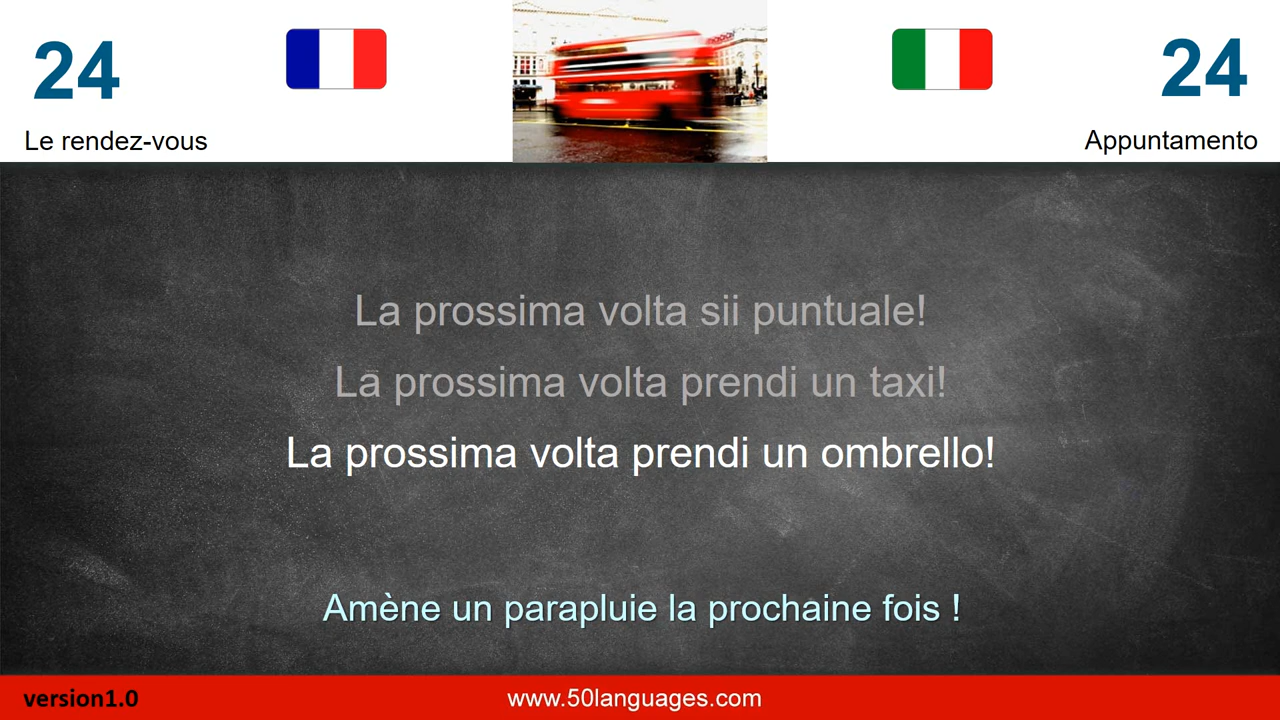 24
24
Le rendez-vous
Appuntamento
La prossima volta sii puntuale!
La prossima volta prendi un taxi!
La prossima volta prendi un ombrello!
Amène un parapluie la prochaine fois !
version1.0
www.50languages.com